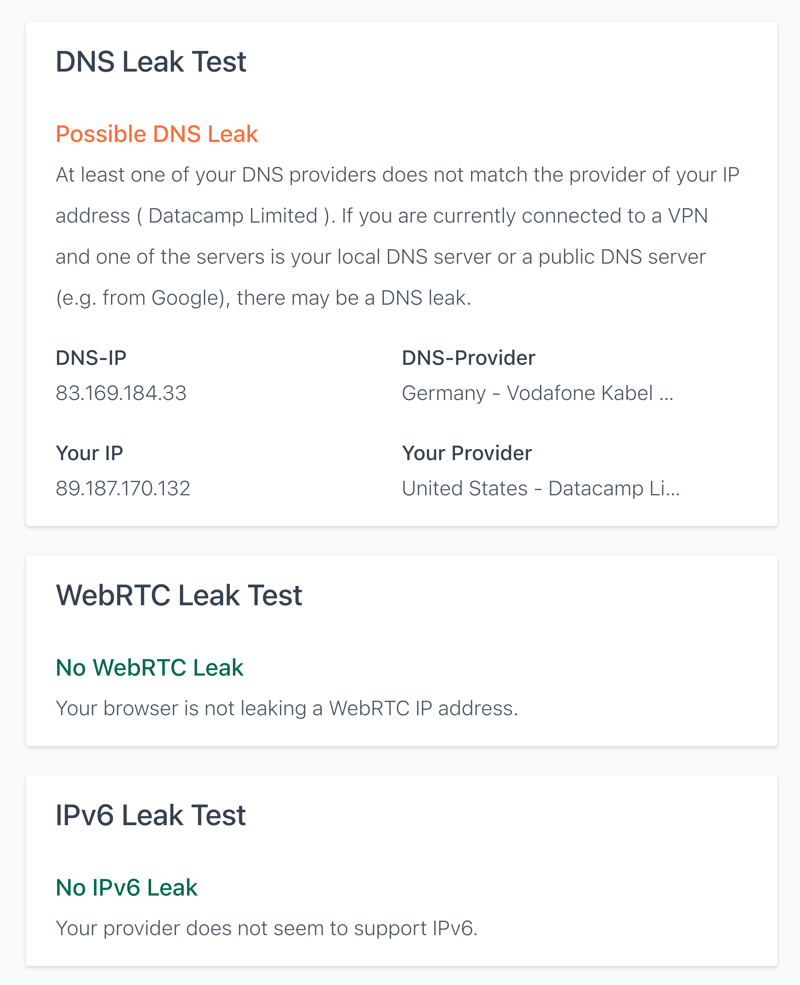 DNS Leak Test
Possible DNS Leak
At least one of your DNS providers does not match the provider of your IP
address ( Datacamp Limited ). If you are currently connected to a VPN
and one of the servers is your local DNS server or a public DNS server
(e.g. from Google), there may be a DNS leak.
DNS-IP DNS-Provider
83.169.184.33 Germany - Vodafone Kabel ...
Your IP Your Provider
89.187.170.132 United States - Datacamp Li...
WebRTC Leak Test
No WebRTC Leak
Your browser is not leaking a WebRTC IP address.
IPv6 Leak Test
No IPv6 Leak
Your provider does not seem to support IPv6.